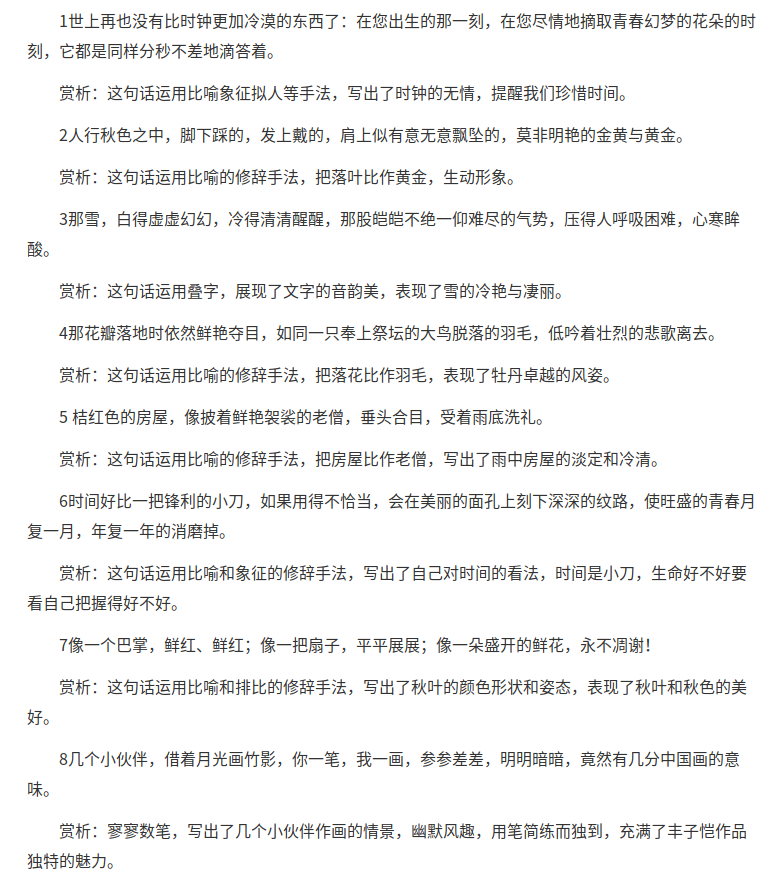 1世上再也没有比时钟更加冷漠的东西了：在您出生的那一刻，在您尽情地摘取青春幻梦的花朵的时
刻，它都是同样分秒不差地滴答着。
赏析：这句话运用比喻象征拟人等手法，写出了时钟的无情，提醒我们珍惜时间。
2人行秋色之中，脚下踩的，发上戴的，肩上似有意无意飘坠的，莫非明艳的金黄与黄金。
赏析：这句话运用比喻的修辞手法，把落叶比作黄金，生动形象。
3那雪，白得虚虚幻幻，冷得清清醒醒，那股皑皑不绝一仰难尽的气势，压得人呼吸困难，心寒眸
酸。
赏析：这句话运用叠字，展现了文字的音韵美，表现了雪的冷艳与凄丽。
4那花瓣落地时依然鲜艳夺目，如同一只奉上祭坛的大鸟脱落的羽毛，低吟着壮烈的悲歌离去。
赏析：这句话运用比喻的修辞手法，把落花比作羽毛，表现了牡丹卓越的风姿。
5 桔红色的房屋，像披着鲜艳袈裟的老僧，垂头合目，受着雨底洗礼。
赏析：这句话运用比喻的修辞手法，把房屋比作老僧，写出了雨中房屋的淡定和冷清。
6时间好比一把锋利的小刀，如果用得不恰当，会在美丽的面孔上刻下深深的纹路，使旺盛的青春月
复一月，年复一年的消磨掉。
赏析：这句话运用比喻和象征的修辞手法，写出了自己对时间的看法，时间是小刀，生命好不好要
看自己把握得好不好。
7像一个巴掌，鲜红、鲜红；像一把扇子，平平展展；像一朵盛开的鲜花，永不凋谢！
赏析：这句话运用比喻和排比的修辞手法，写出了秋叶的颜色形状和姿态，表现了秋叶和秋色的美
好。
8几个小伙伴，借着月光画竹影，你一笔，我一画，参参差差，明明暗暗，竟然有几分中国画的意
味。
赏析：寥寥数笔，写出了几个小伙伴作画的情景，幽默风趣，用笔简练而独到，充满了丰子恺作品
独特的魅力。